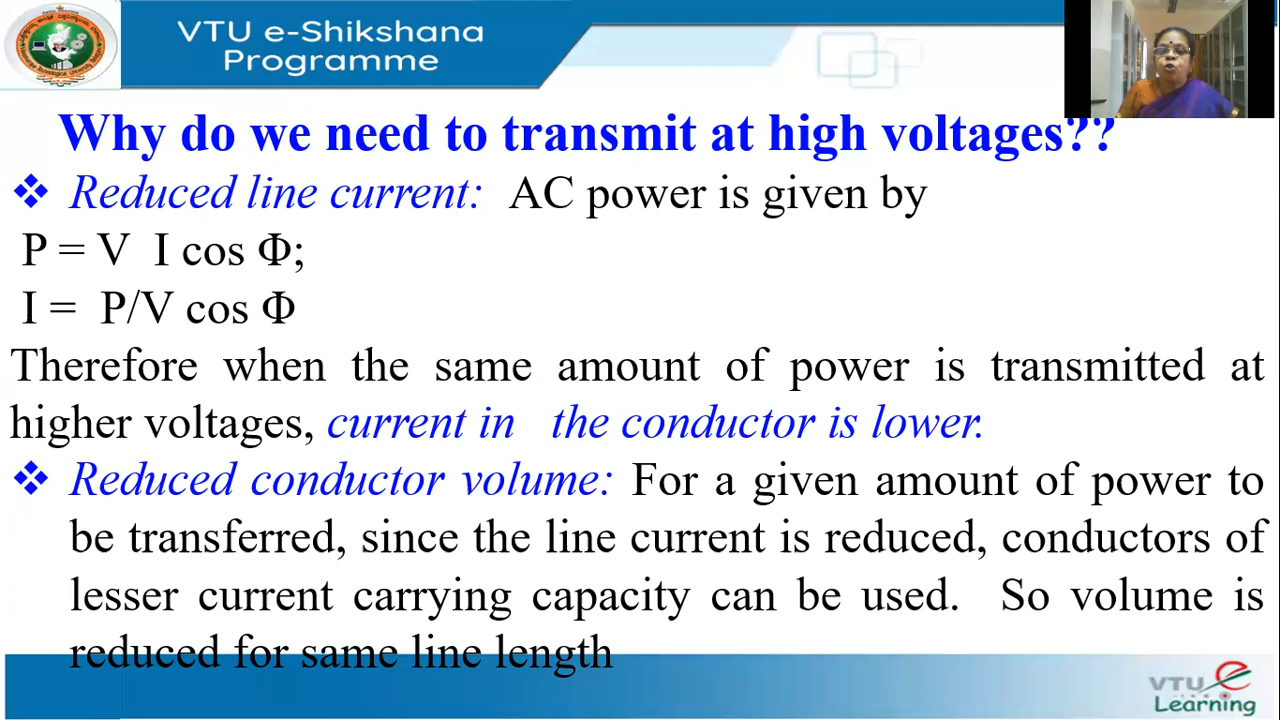 VTU e-Shikshana
Programme
Why do we need to transmit at high voltages??
❖ Reduced line current: AC power is given by
P = V I cos Φ;
I = P/V cos Φ
Therefore when the same amount of power is transmitted at
higher voltages, current in the conductor is lower.
❖ Reduced conductor volume: For a given amount of power to
be transferred, since the line current is reduced, conductors of
lesser current carrying capacity can be used. So volume is
reduced for same line length
VTU e
Learning